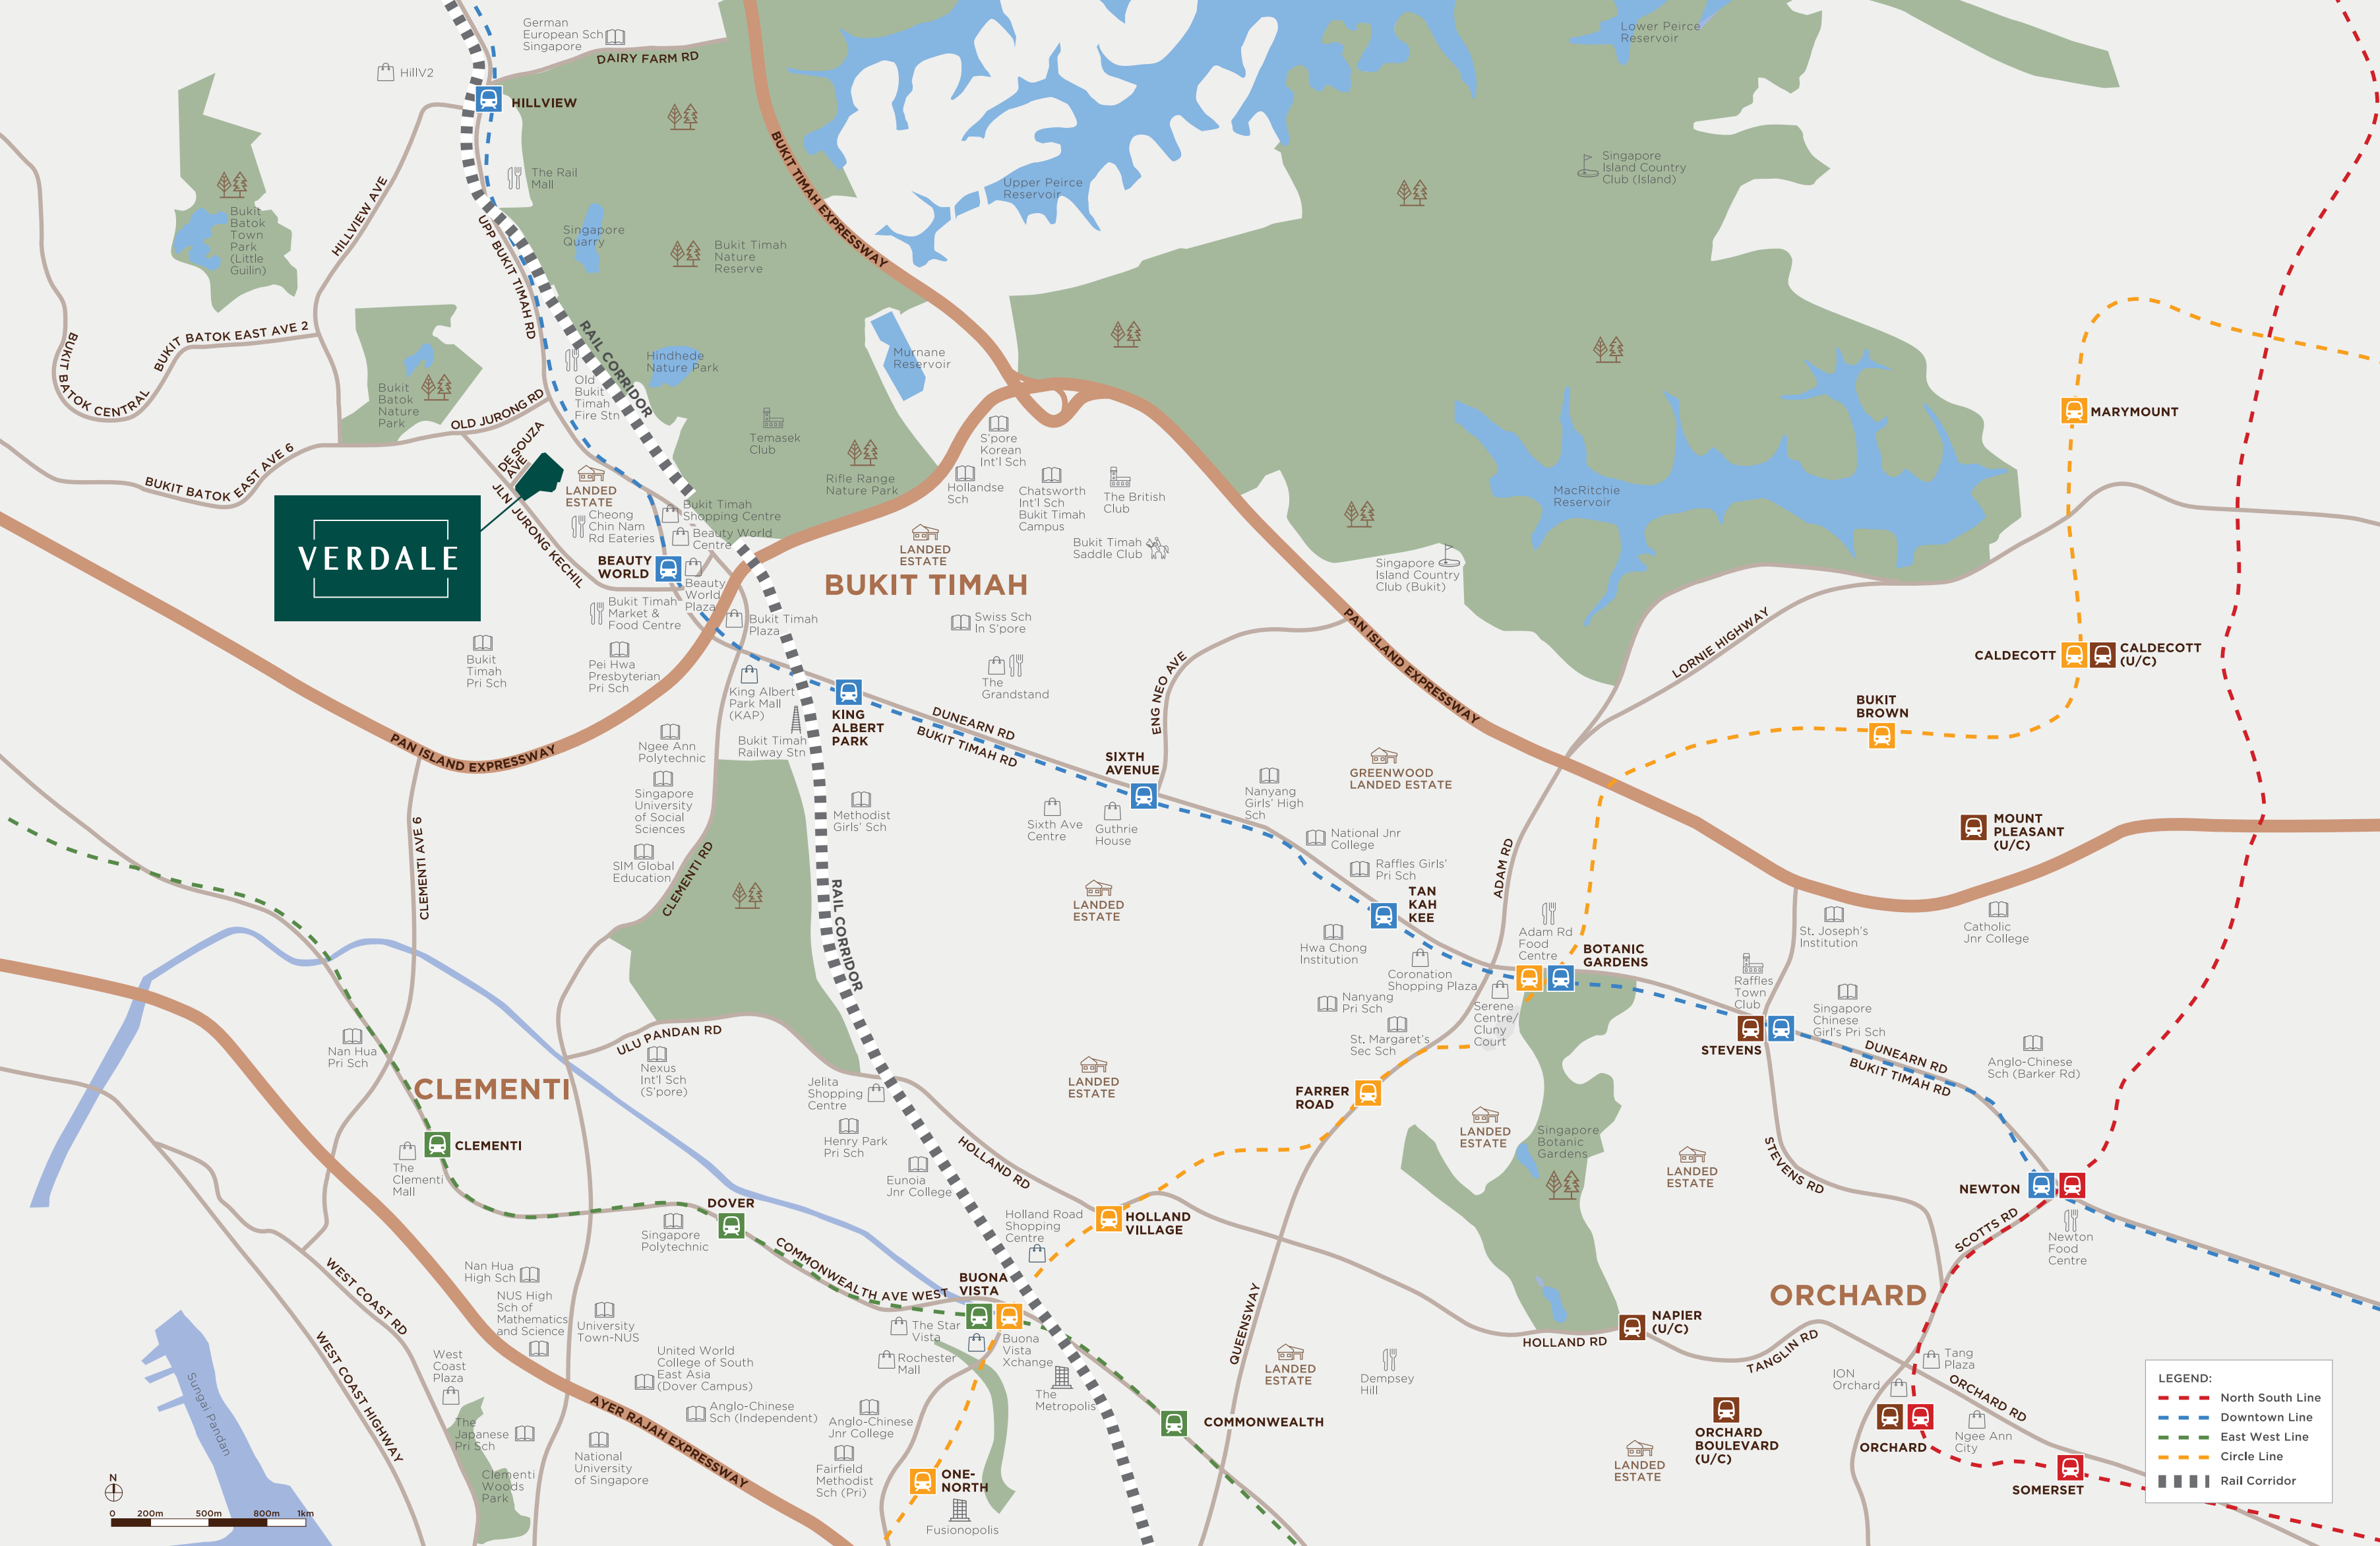 German
European Sch
Singapore
DAIRY FARM RD
HillV2
HILLVIEW
The Rail
Mall
HILLVIEW AVE
UPP BUKIT TIMAH RD
BUKIT TIMAH EXPRESSWAY
Lower Peirce
Reservoir
Upper Peirce
Reservoir
Singapore
Island Country
Club (Island)
Bukit
Batok
Town
Park
(Little
Guilin)
Singapore
Quarry
Bukit Timah
Nature
Reserve
BUKIT BATOK EAST AVE 2
BUKIT BATOK CENTRAL
RAIL CORRIDOR
Hindhede
Nature Park
Murnane
Reservoir
Bukit
Batok
Nature
Park
Old
Bukit
Timah
Fire Stn
OLD JURONG RD
DE SOUZA
AVE
BUKIT BATOK EAST AVE 6
JLN JURONG KECHIL
LANDED
ESTATE
Temasek
Club
Rifle Range
Nature Park
S'pore
Korean
Int'l Sch
Hollandse
Sch
Chatsworth
Int'l Sch
Bukit Timah
Campus
The British
Club
Bukit Timah
Saddle Club
MacRitchie
Reservoir
MARYMOUNT
Cheong
Chin Nam
Rd Eateries
Bukit Timah
Shopping Centre
Beauty World
Centre
VERDALE
BEAUTY
WORLD
Beauty
World
Plaza
LANDED
ESTATE
BUKIT TIMAH
Singapore
Island Country
Club (Bukit)
Bukit Timah
Market &
Food Centre
Bukit Timah
Plaza
Swiss Sch
In S'pore
PAN ISLAND EXPRESSWAY
LORNIE HIGHWAY
CALDECOTT
CALDECOTT
(U/C)
Bukit
Timah
Pri Sch
Pei Hwa
Presbyterian
Pri Sch
King Albert
Park Mall
(KAP)
The
Grandstand
ENG NEO AVE
KING
ALBERT
PARK
DUNEARN RD
BUKIT TIMAH RD
BUKIT
BROWN
PAN ISLAND EXPRESSWAY
Ngee Ann
Polytechnic
Bukit Timah
Railway Stn
SIXTH
AVENUE
GREENWOOD
LANDED ESTATE
Singapore
University
of Social
Sciences
Methodist
Girls' Sch
Sixth Ave
Centre
Guthrie
House
Nanyang
Girls' High
Sch
National Jnr
College
MOUNT
PLEASANT
(U/C)
CLEMENTI AVE 6
SIM Global
Education
CLEMENTI RD
Raffles Girls'
Pri Sch
ADAM RD
TAN
KAH
KEE
LANDED
ESTATE
RAIL CORRIDOR
Hwa Chong
Institution
Adam Rd
Food
Centre
BOTANIC
GARDENS
St. Joseph's
Institution
Catholic
Jnr College
Coronation
Shopping Plaza
Raffles
Town
Club
Nanyang
Pri Sch
Serene
Centre/
Cluny
Court
Singapore
Chinese
Girl's Pri Sch
ULU PANDAN RD
St. Margaret's
Sec Sch
STEVENS
DUNEARN RD
BUKIT TIMAH RD
Anglo-Chinese
Sch (Barker Rd)
Nan Hua
Pri Sch
Nexus
Int'l Sch
(S'pore)
CLEMENTI
Jelita
Shopping
Centre
LANDED
ESTATE
FARRER
ROAD
LANDED
ESTATE
Singapore
Botanic
Gardens
CLEMENTI
Henry Park
Pri Sch
HOLLAND RD
The
Clementi
Mall
Eunoia
Jnr College
LANDED
ESTATE
STEVENS RD
NEWTON
DOVER
Singapore
Polytechnic
Holland Road
Shopping
Centre
HOLLAND
VILLAGE
SCOTTS RD
Newton
Food
Centre
COMMONWEALTH AVE WEST
Nan Hua
High Sch
BUONA
VISTA
WEST COAST RD
ORCHARD
NUS High
Sch of
Mathematics
and Science
University
Town-NUS
The Star
Vista
Buona
Vista
Xchange
QUEENSWAY
HOLLAND RD
NAPIER
(U/C)
TANGLIN RD
WEST COAST HIGHWAY
West
Coast
Plaza
United World
College of South
East Asia
(Dover Campus)
Rochester
Mall
LANDED
ESTATE
Dempsey
Hill
ION
Orchard
Tang
Plaza
ORCHARD RD
Sungai Pandan
The
Metropolis
AYER RAJAH EXPRESSWAY
Anglo-Chinese
Sch (Independent)
Anglo-Chinese
Jnr College
COMMONWEALTH
ORCHARD
BOULEVARD
(U/C)
ORCHARD
Ngee Ann
City
The
Japanese
Pri Sch
National
University
of Singapore
Fairfield
Methodist
Sch (Pri)
ONE-
NORTH
LANDED
ESTATE
SOMERSET
Clementi
Woods
Park
Fusionopolis
N
0 200m 500m 800m 1km
LEGEND:
North South Line
Downtown Line
East West Line
Circle Line
Rail Corridor